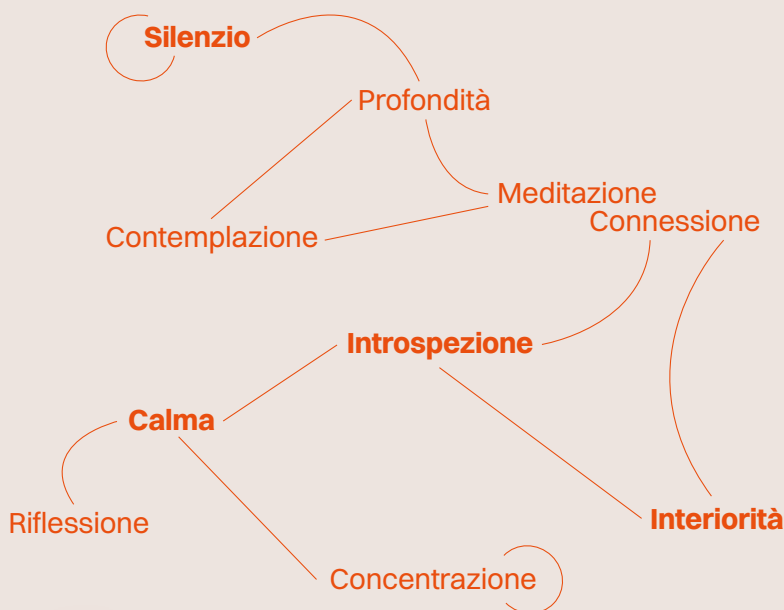 Silenzio
Profondità
Meditazione
Connessione
Contemplazione
Introspezione
Calma
Interiorità
Riflessione
Concentrazione